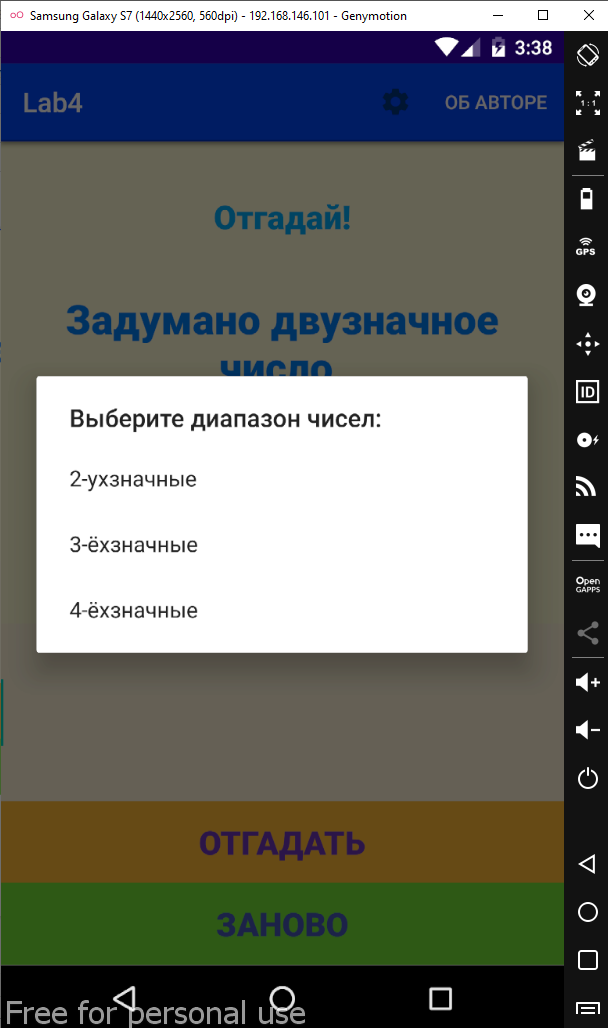 Samsung Galaxy S7 (1440x2560, 560dpi) - 192.168.146.101 - Genymotion
3:38
Lab4
ОБ АВТОРЕ
1:1
GPS
Отгадай!
Задумано двузначное
число
ID
Выберите диапазон чисел:
2-ухзначные
3-ёхзначные
Open
GAPPS
4-ёхзначные
ОТГАДАТЬ
ЗАНОВО
Free for personal use